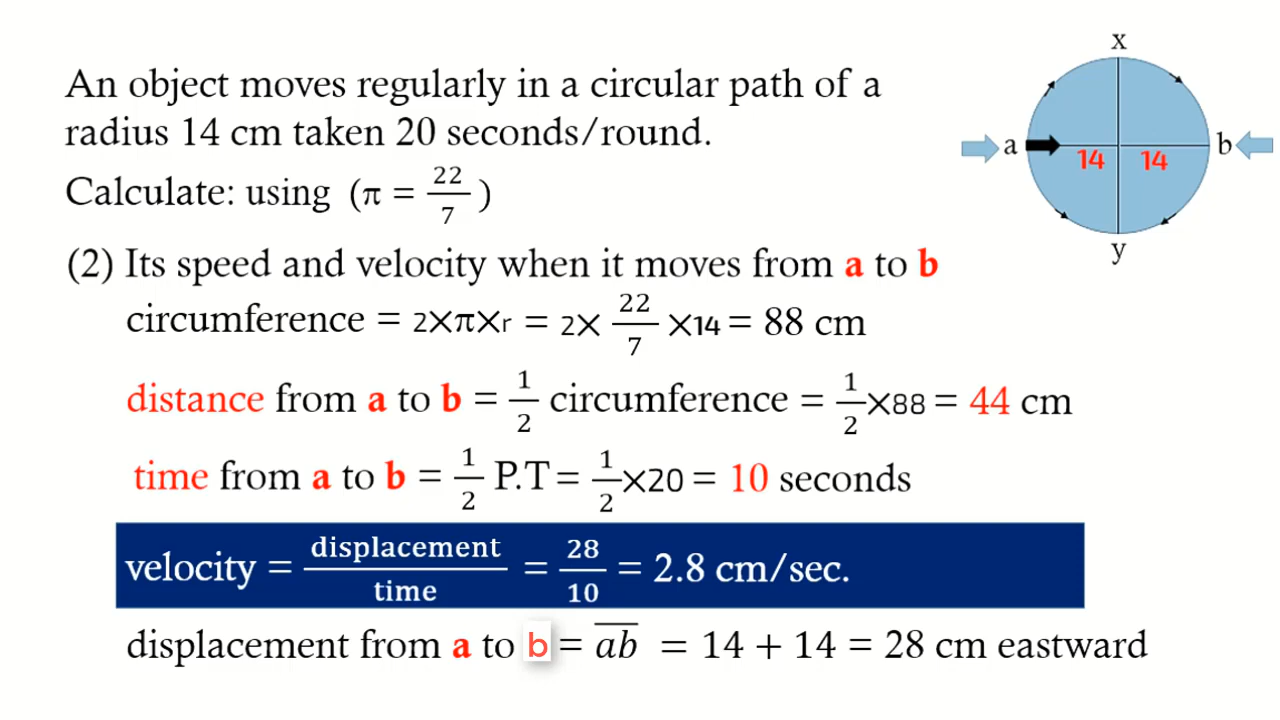 An object moves regularly in a circular path of a
radius 14 cm taken 20 seconds/round.
Calculate: using (π = 22/7)
(2) Its speed and velocity when it moves from a to b
circumference = 2×π×r = 2× 22/7 ×14 = 88 cm
distance from a to b = 1/2 circumference = 1/2 ×88 = 44 cm
time from a to b = 1/2 P.T = 1/2 ×20 = 10 seconds
velocity = displacement/time = 28/10 = 2.8 cm/sec.
displacement from a to b = \overline{ab} = 14 + 14 = 28 cm eastward
x
a
14
14
b
y